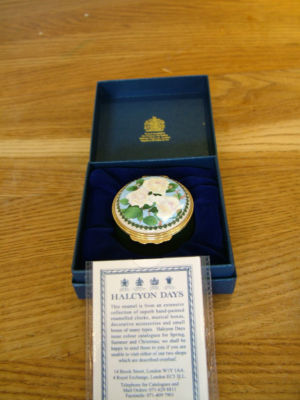 HALCYON DAYS
This enamel is from an extensive
collection of superb hand-painted
enamelled clocks, musical boxes,
decorative accessories and small
boxes of many types. Halcyon Days
issue colour catalogues for Spring,
Summer and Christmas; we shall be
happy to send these to you if you are
unable to visit either of our two shops
which are described overleaf.
14 Brook Street, London W1Y 1AA.
4 Royal Exchange, London EC3 3LL.
Telephone for Catalogues and
Mail Orders: 071-629 8811
Facsimile: 071-409 7901